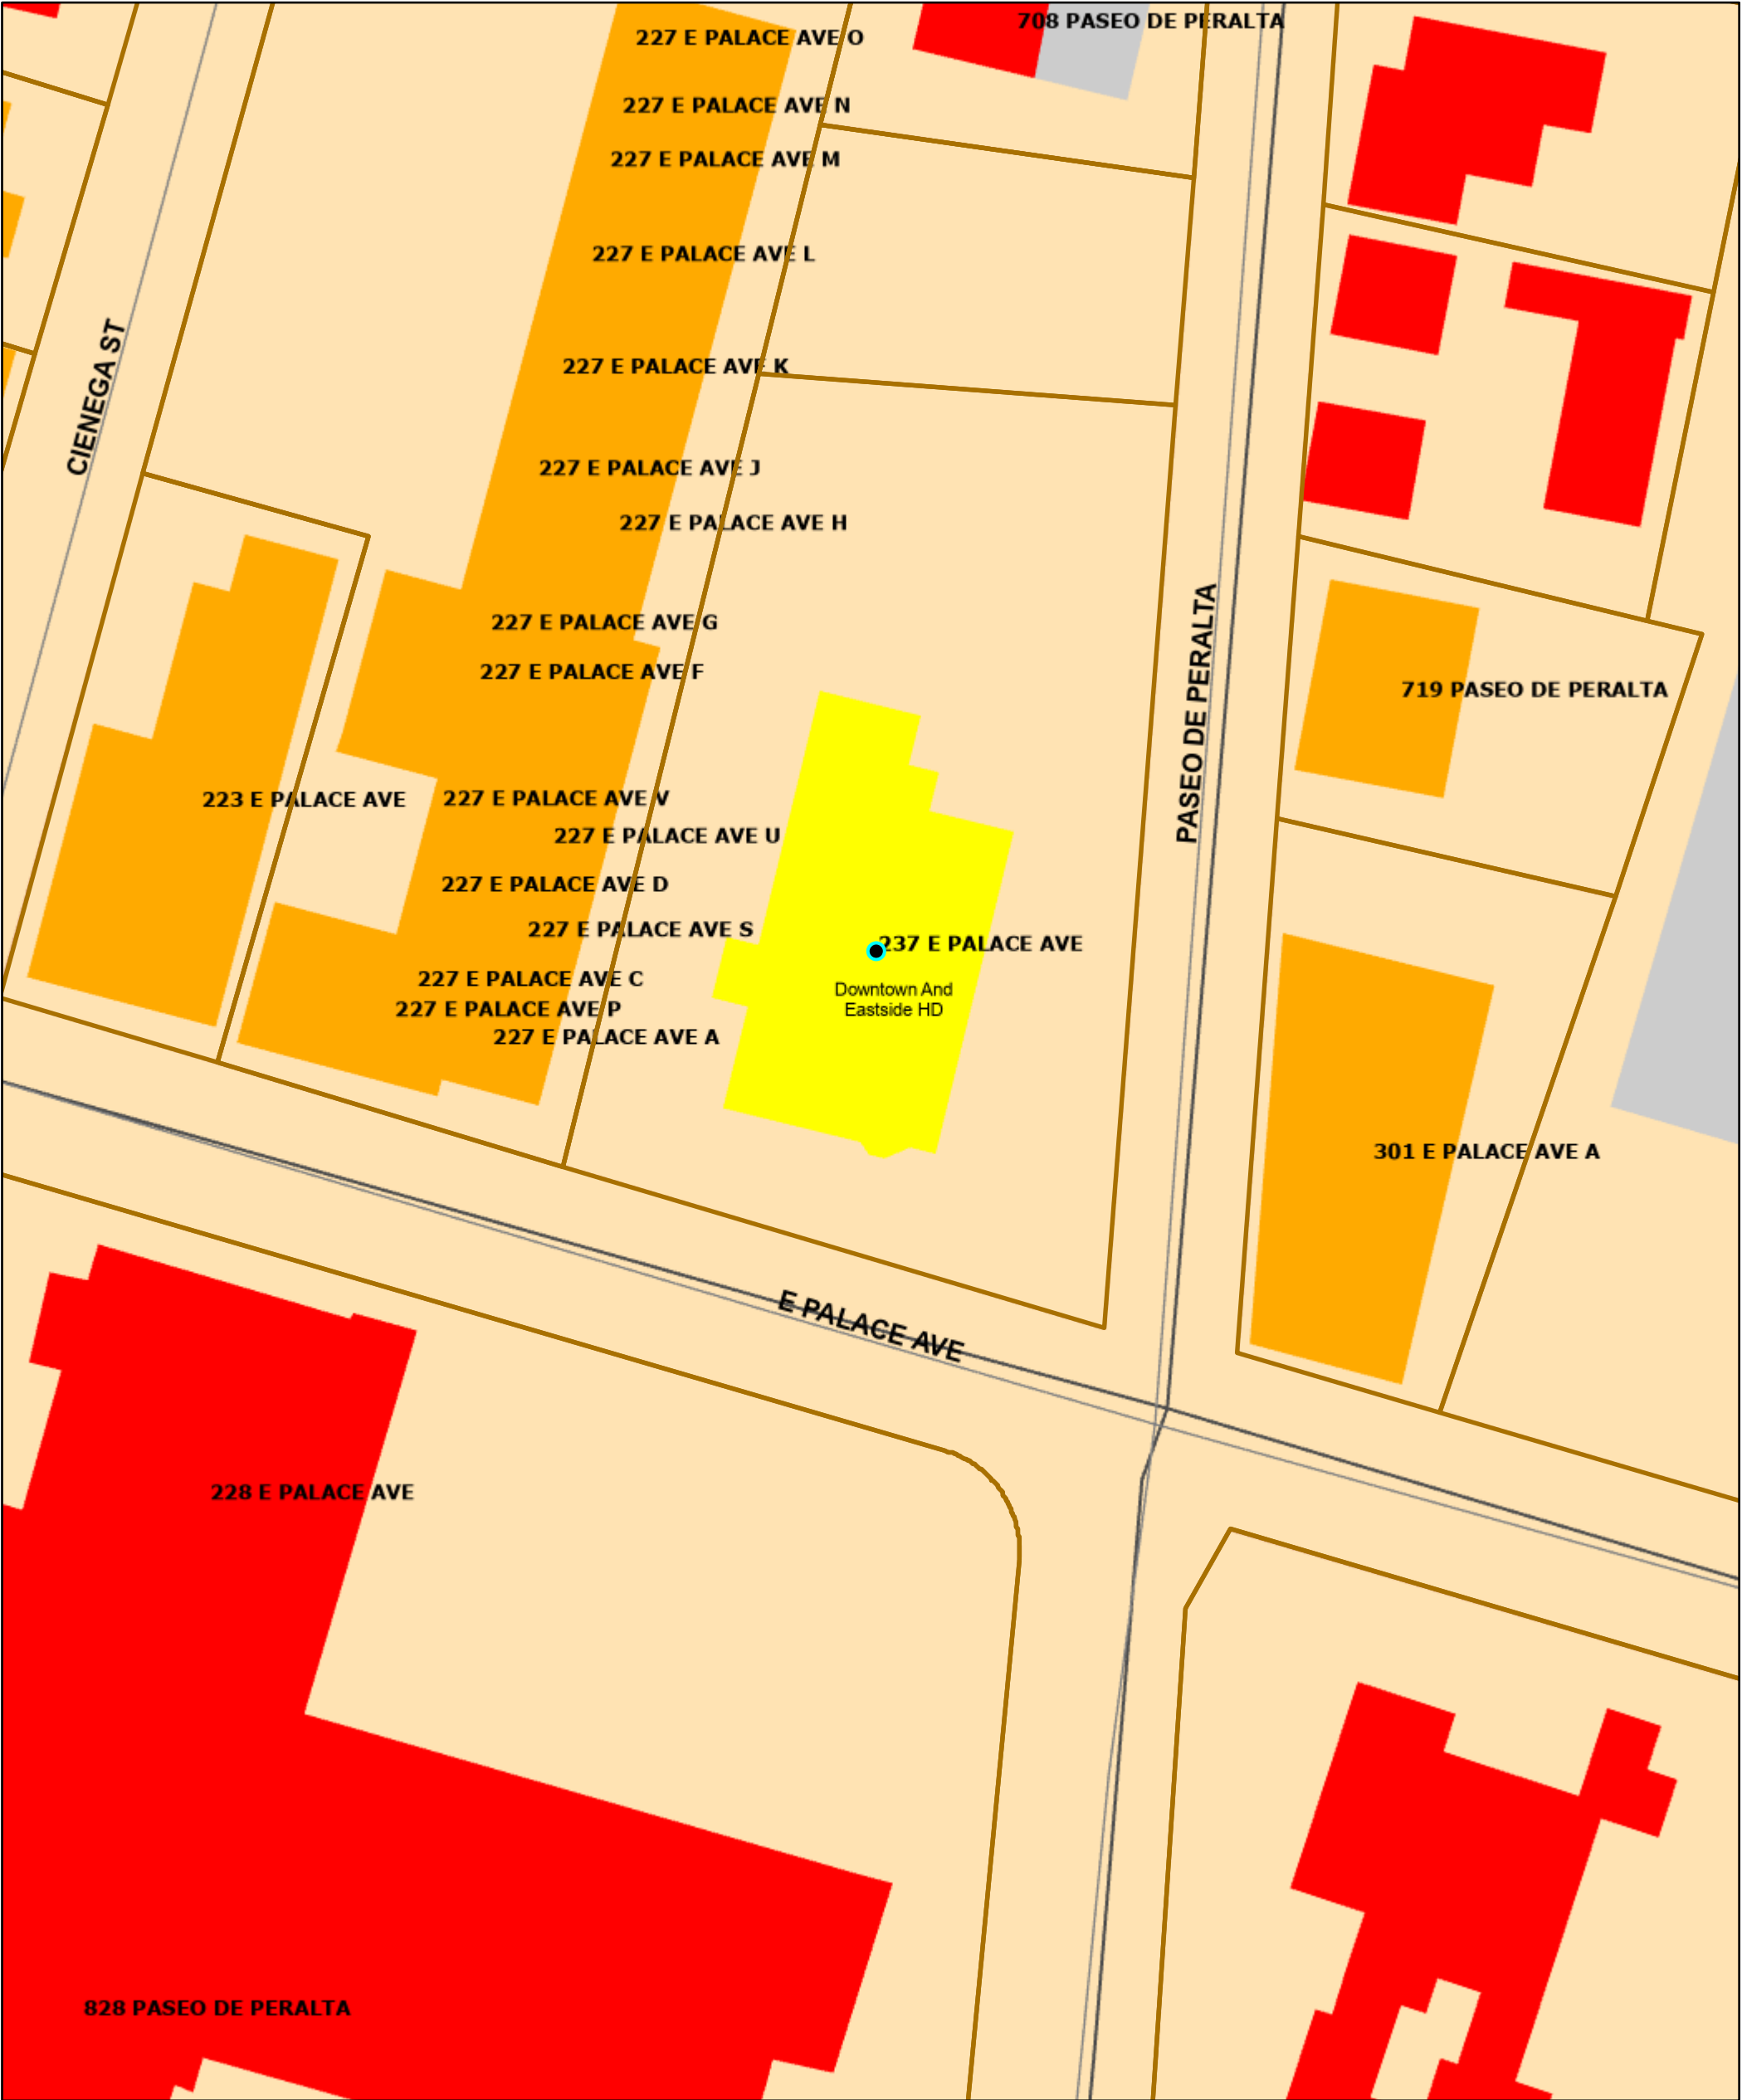 708 PASEO DE PERALTA
227 E PALACE AVE O
227 E PALACE AVE N
227 E PALACE AVE M
227 E PALACE AVE L
227 E PALACE AVE K
CIENEGA ST
227 E PALACE AVE J
227 E PALACE AVE H
227 E PALACE AVE G
227 E PALACE AVE F
PASEO DE PERALTA
719 PASEO DE PERALTA
223 E PALACE AVE
227 E PALACE AVE V
227 E PALACE AVE U
227 E PALACE AVE D
227 E PALACE AVE S
237 E PALACE AVE
227 E PALACE AVE C
Downtown And
Eastside HD
227 E PALACE AVE P
227 E PALACE AVE A
301 E PALACE AVE A
E PALACE AVE
228 E PALACE AVE
828 PASEO DE PERALTA